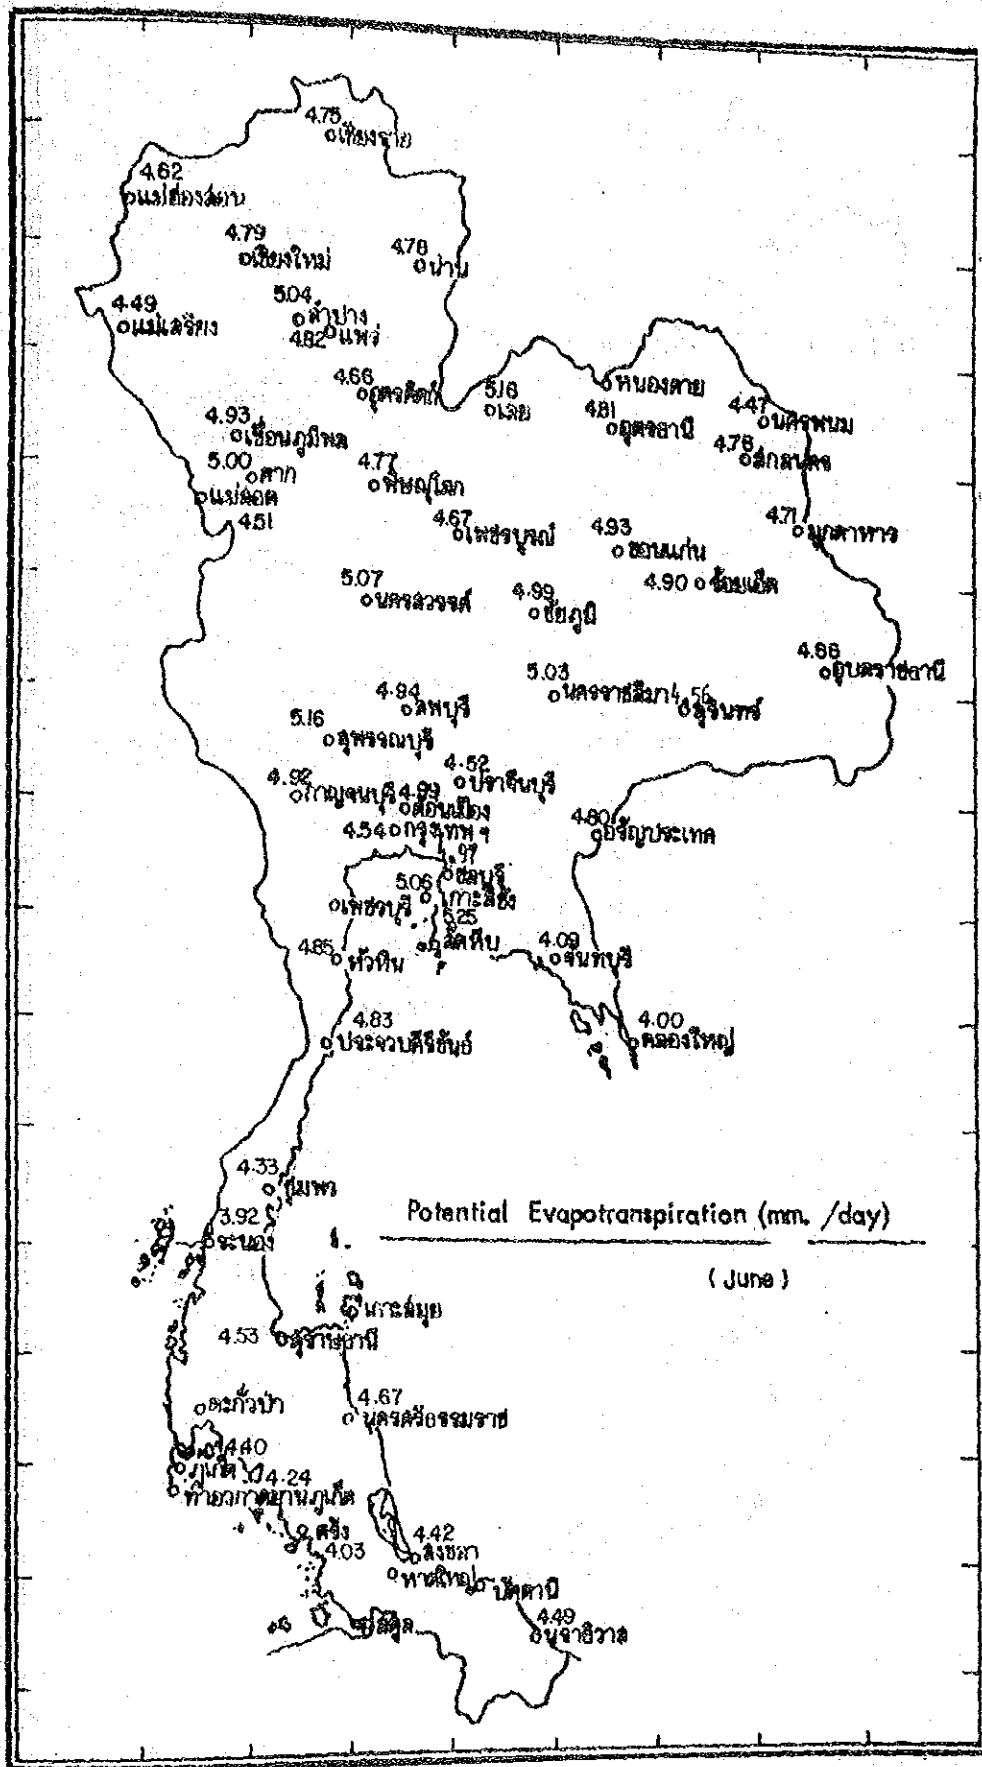 4.75
เชียงราย
4.62
แม่ฮ่องสอน
4.79
เชียงใหม่
4.78
น่าน
5.04
ลำปาง
4.49
แม่เสรียง
4.82
แพร่
4.66
อุตรดิตถ์
5.16
เลย
หนองคาย
4.81
อุดรธานี
4.47
นครพนม
4.78
สกลนคร
4.93
เขื่อนภูมิพล
5.00
ตาก
แม่สอด
4.51
4.77
พิษณุโลก
4.67
เพชรบูรณ์
4.93
ขอนแก่น
4.71
มุกดาหาร
4.90
ร้อยเอ็ด
5.07
นครสวรรค์
4.99
ชัยภูมิ
4.88
อุบลราชธานี
5.03
นครราชสีมา
4.56
สุรินทร์
4.94
ลพบุรี
5.16
สุพรรณบุรี
4.52
ปราจีนบุรี
4.92
กาญจนบุรี
4.99
ดอนเมือง
4.54
กรุงเทพฯ
4.80
อรัญประเทศ
ชลบุรี
5.06
เกาะสีชัง
เพชรบุรี
5.25
สัตหีบ
4.85
หัวหิน
4.09
จันทบุรี
4.00
คลองใหญ่
4.83
ประจวบคีรีขันธ์
4.33
ชุมพร
3.92
ระนอง
Potential Evapotranspiration (mm. /day)
( June )
เกาะสมุย
4.53
สุราษฎ์ธานี
ตะกั่วป่า
4.67
นครศรีธรรมราช
4.40
ภูเก็ต
4.24
ท่าอากาศยานภูเก็ต
ตรัง
4.03
4.42
สงขลา
หาดใหญ่
ปัตตานี
สตูล
4.49
นราธิวาส